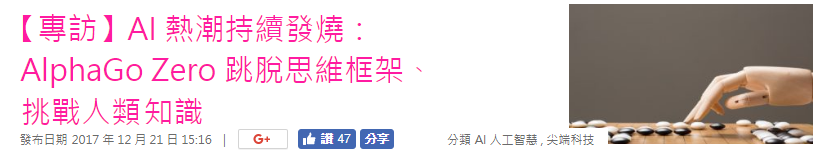 【專訪】AI 熱潮持續發燒：
AlphaGo Zero 跳脫思維框架、
挑戰人類知識
發布日期 2017 年 12 月 21 日 15:16 | G+ 讚 47 分享 分類 AI 人工智慧 , 尖端科技